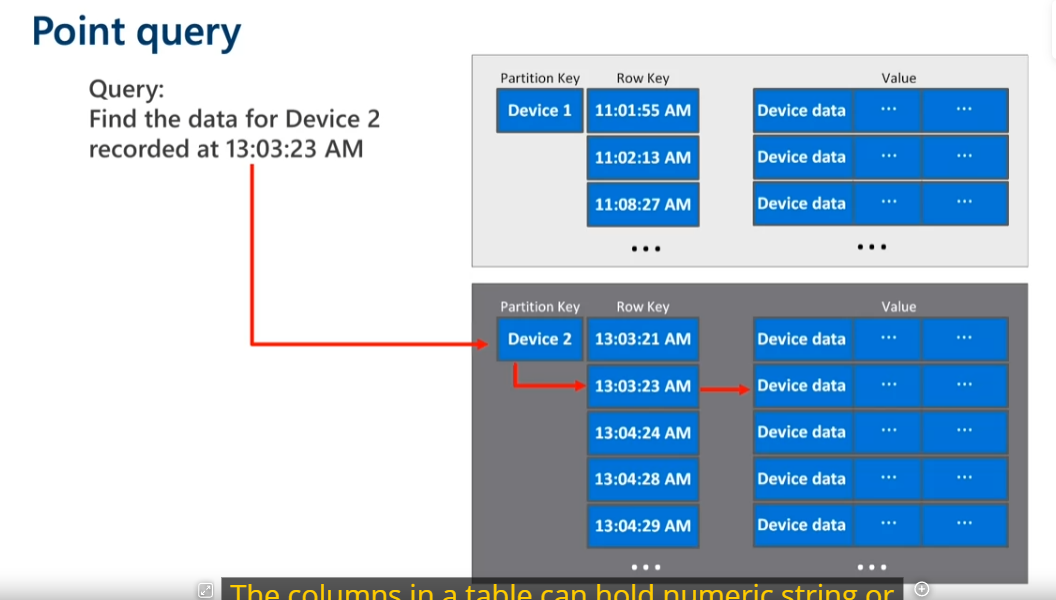 Point query
Query:
Find the data for Device 2
recorded at 13:03:23 AM
Partition Key Row Key Value
Device 1 11:01:55 AM Device data ... ...
11:02:13 AM Device data ... ...
11:08:27 AM Device data ... ...
... ...
Partition Key Row Key Value
Device 2 13:03:21 AM Device data ... ...
13:03:23 AM Device data ... ...
13:04:24 AM Device data ... ...
13:04:28 AM Device data ... ...
13:04:29 AM Device data ... ...
... ...
The columns in a table can hold numeric string or